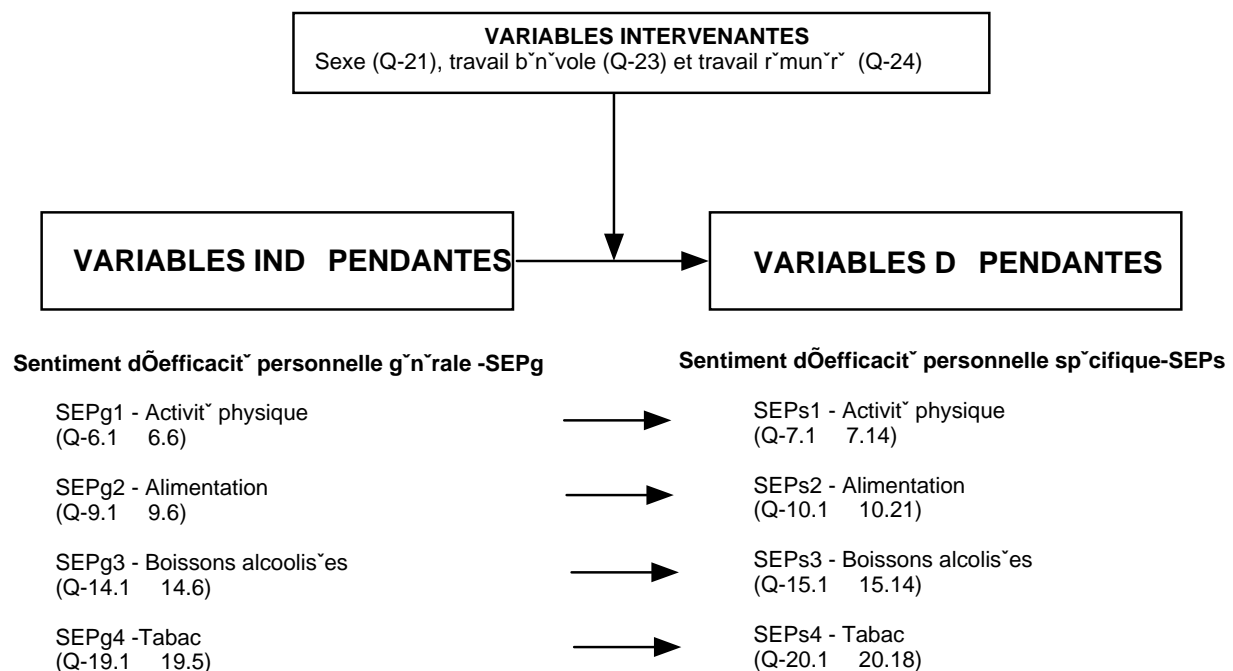 VARIABLES INTERVENANTES
Sexe (Q-21), travail bˇnˇvole (Q-23) et travail rˇmunˇrˇ (Q-24)
VARIABLES IND PENDANTES
VARIABLES D PENDANTES
Sentiment dÕefficacitˇ personnelle gˇnˇrale -SEPg
SEPg1 - Activitˇ physique
(Q-6.1 6.6)
SEPg2 - Alimentation
(Q-9.1 9.6)
SEPg3 - Boissons alcoolisˇes
(Q-14.1 14.6)
SEPg4 -Tabac
(Q-19.1 19.5)
Sentiment dÕefficacitˇ personnelle spˇcifique-SEPs
SEPs1 - Activitˇ physique
(Q-7.1 7.14)
SEPs2 - Alimentation
(Q-10.1 10.21)
SEPs3 - Boissons alcolisˇes
(Q-15.1 15.14)
SEPs4 - Tabac
(Q-20.1 20.18)